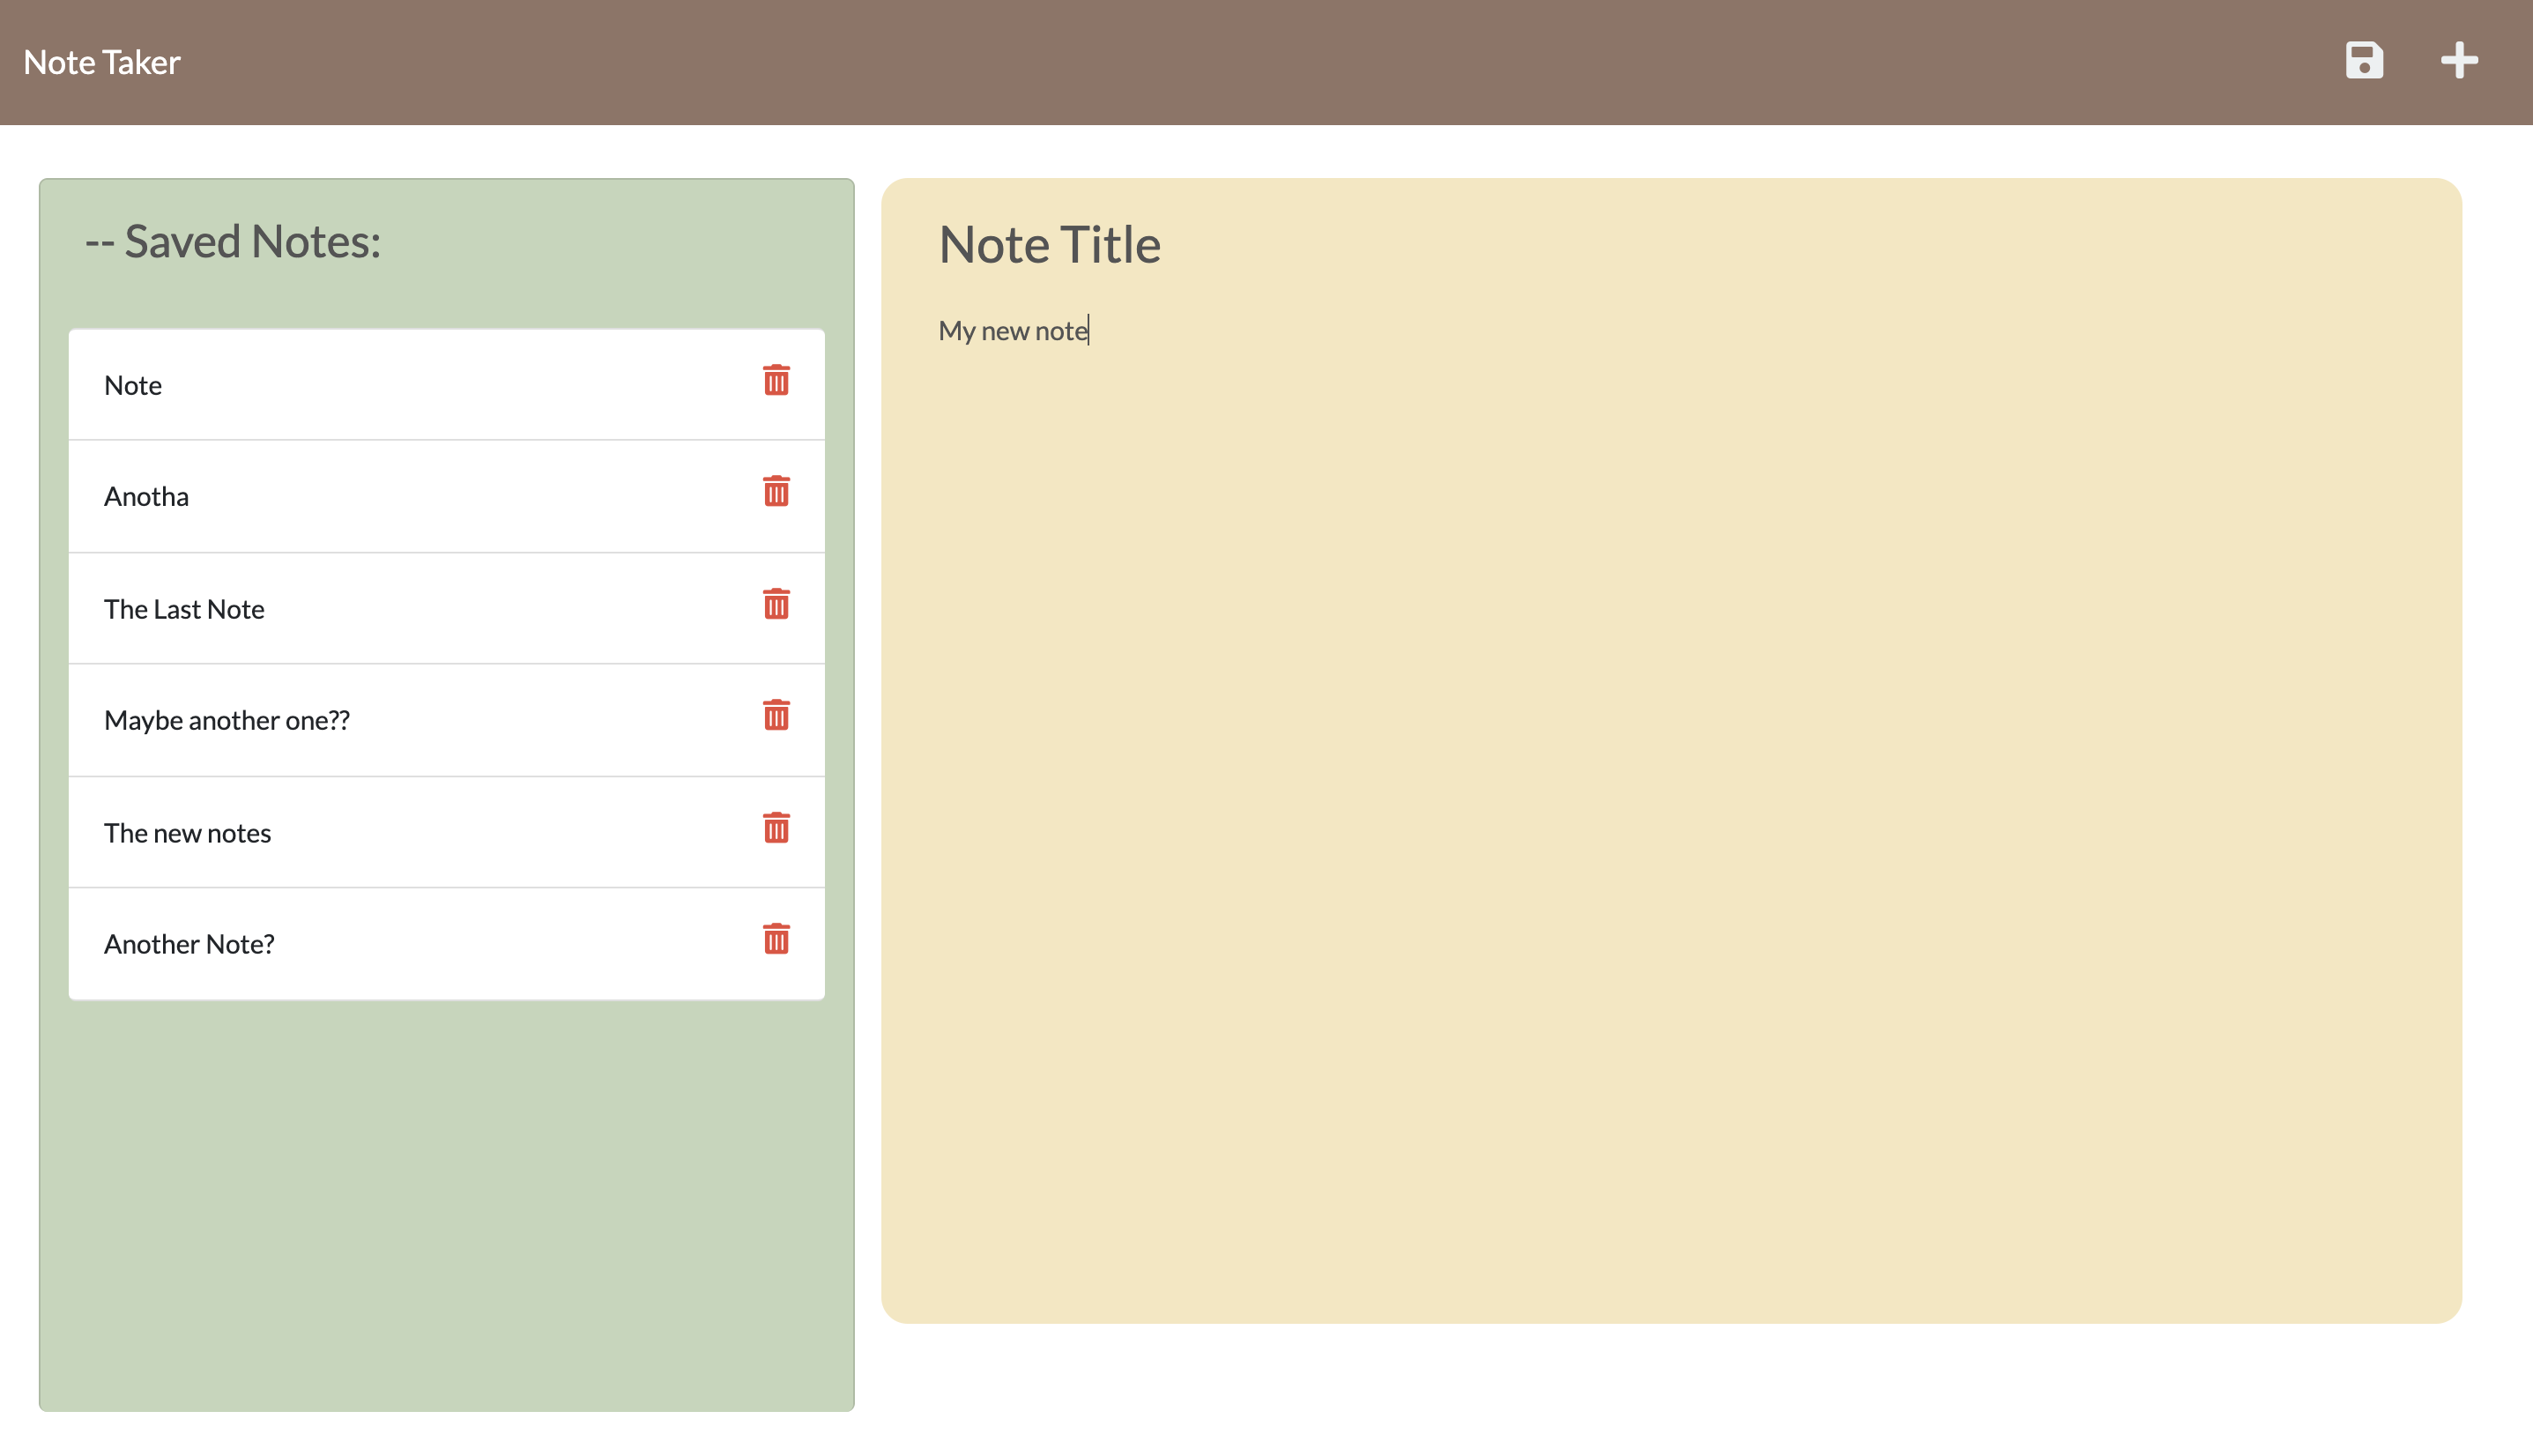 Note Taker
-- Saved Notes:
Note
Anotha
The Last Note
Maybe another one??
The new notes
Another Note?
Note Title
My new note